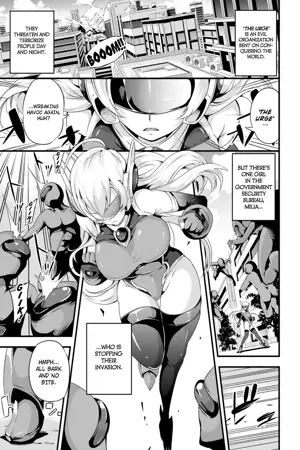 THEY
THREATEN AND
TERRORIZE
PEOPLE DAY
AND NIGHT.
"THE URGE"
IS AN EVIL
ORGANIZATION
BENT ON CON-
QUERING THE
WORLD.
BOOOM!!
...WREAKING
HAVOC AGAIN,
HUH?
"THE
URGE"
BUT THERE'S
ONE GIRL
IN THE
GOVERNMENT
SECURITY
BUREAU,
MILIA...
...WHO IS
STOPPING
THEIR
INVASION.
HMPH...
ALL BARK
AND NO
BITE.